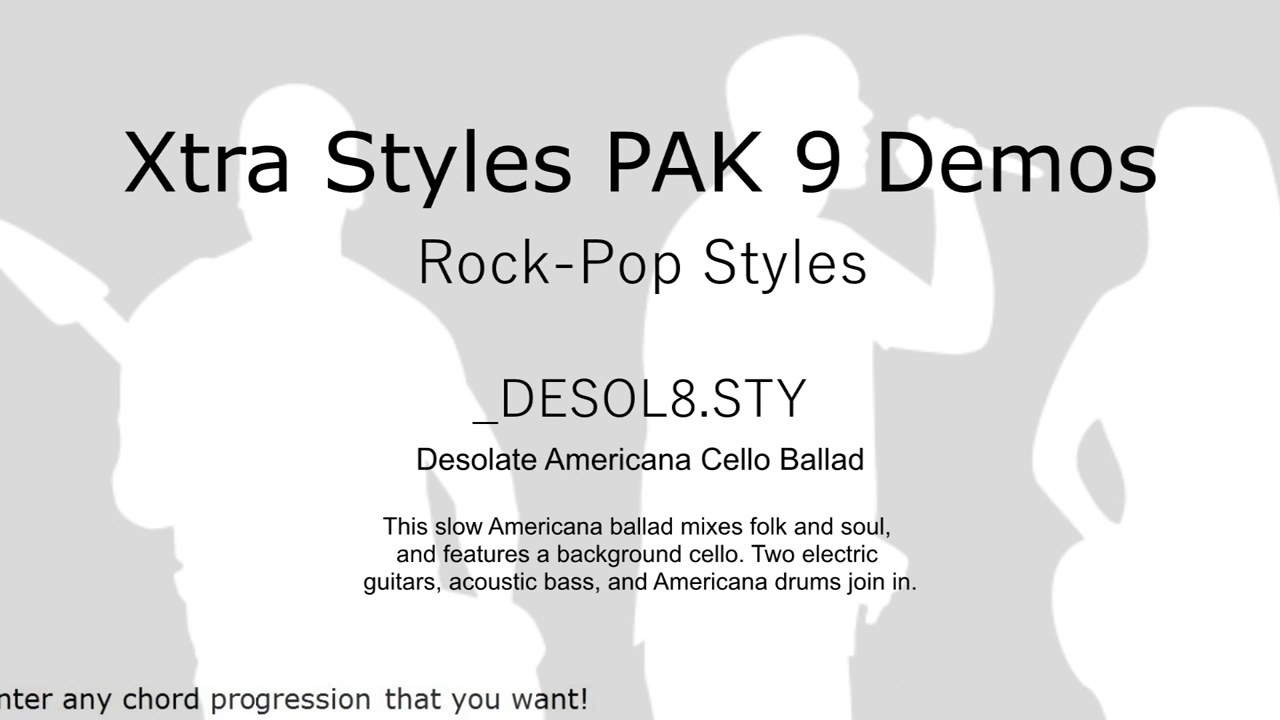 Xtra Styles PAK 9 Demos
Rock-Pop Styles
_DESOL8.STY
Desolate Americana Cello Ballad
This slow Americana ballad mixes folk and soul,
and features a background cello. Two electric
guitars, acoustic bass, and Americana drums join in.
nter any chord progression that you want!